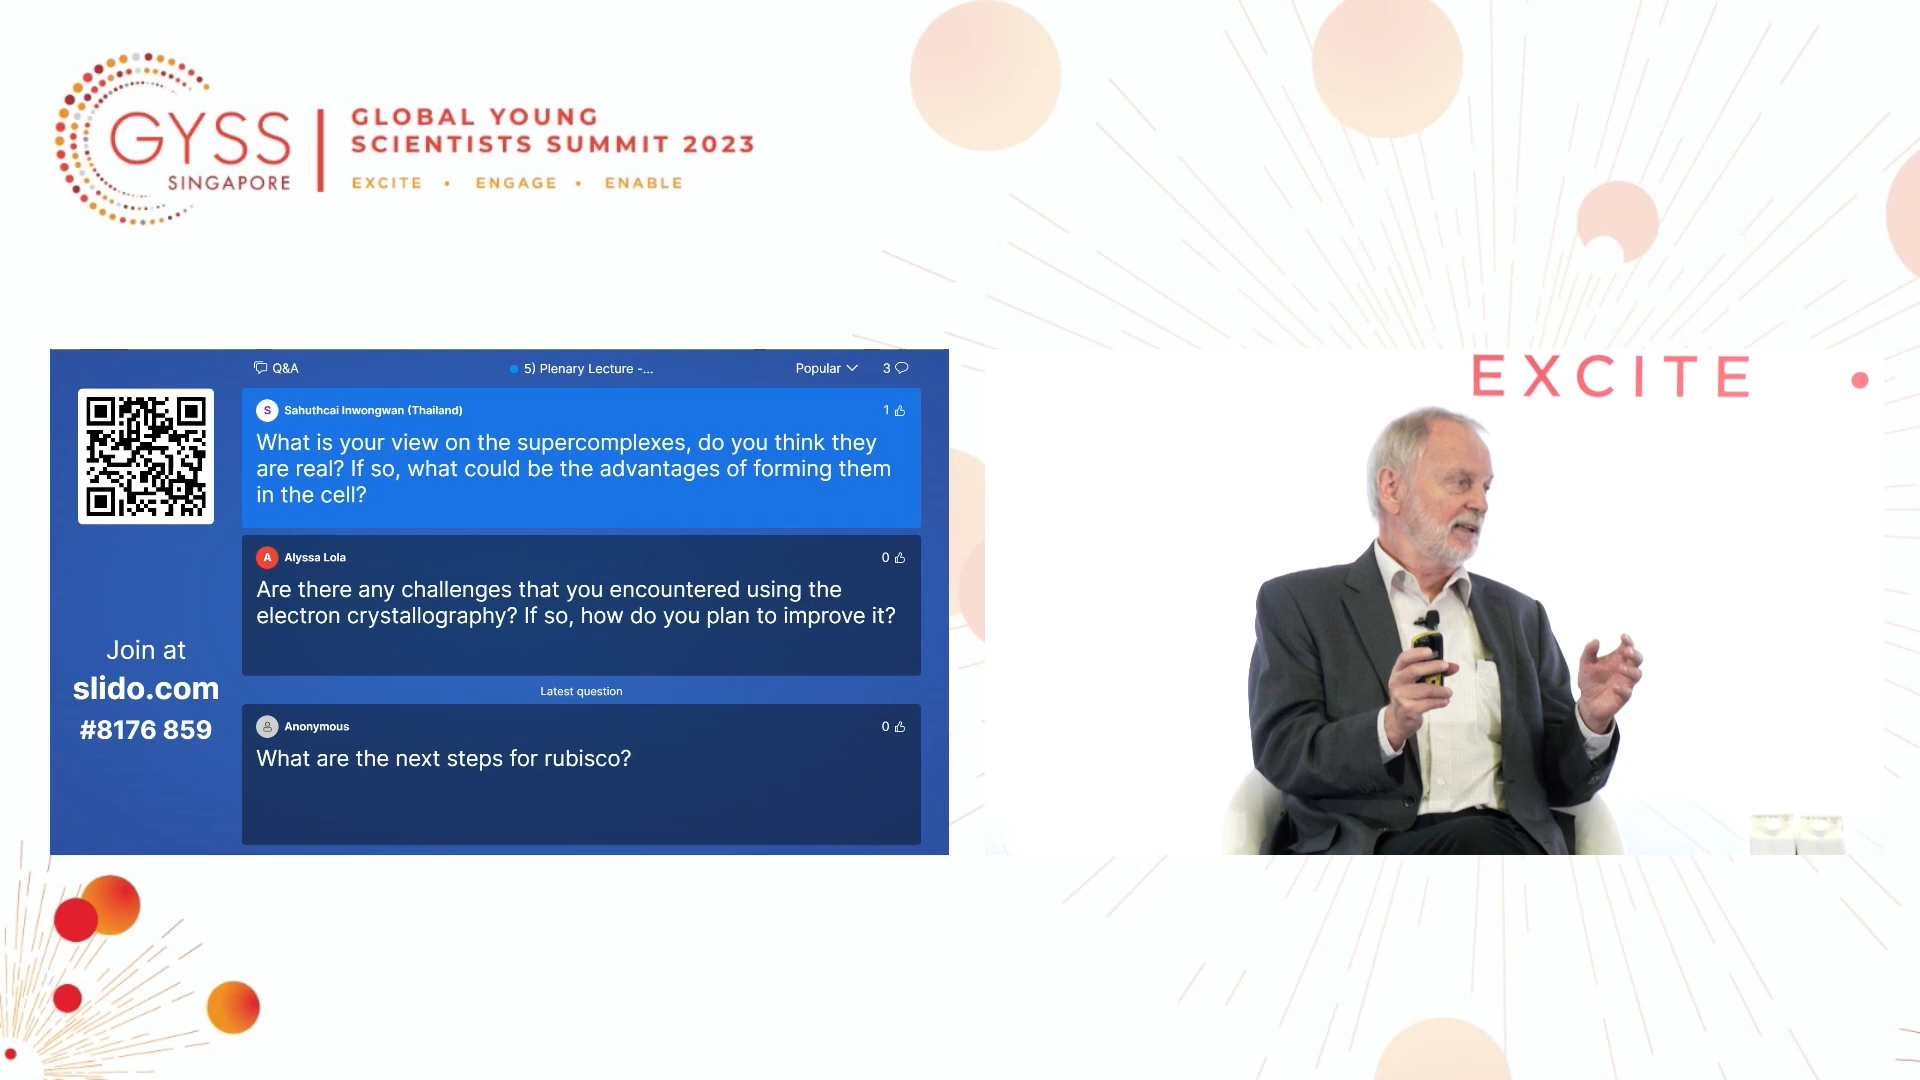 GYSS
SINGAPORE
GLOBAL YOUNG
SCIENTISTS SUMMIT 2023
EXCITE • ENGAGE • ENABLE
Q&A
5) Plenary Lecture -...
Popular
3
S
Sahuthcai Inwongwan (Thailand)
1
What is your view on the supercomplexes, do you think they
are real? If so, what could be the advantages of forming them
in the cell?
A
Alyssa Lola
0
Are there any challenges that you encountered using the
electron crystallography? If so, how do you plan to improve it?
Latest question
Anonymous
0
What are the next steps for rubisco?
Join at
slido.com
#8176 859
EXCITE •